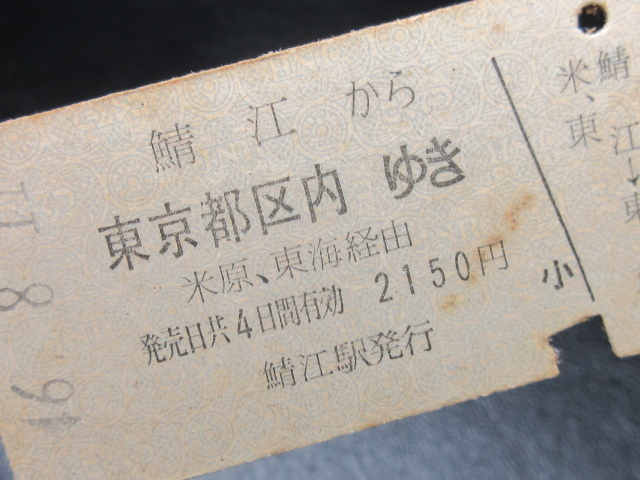 鯖江から
東京都区内ゆき
米原、東海経由
発売日共4日間有効 2150円
鯖江駅発行
小
鯖江→東
米、東